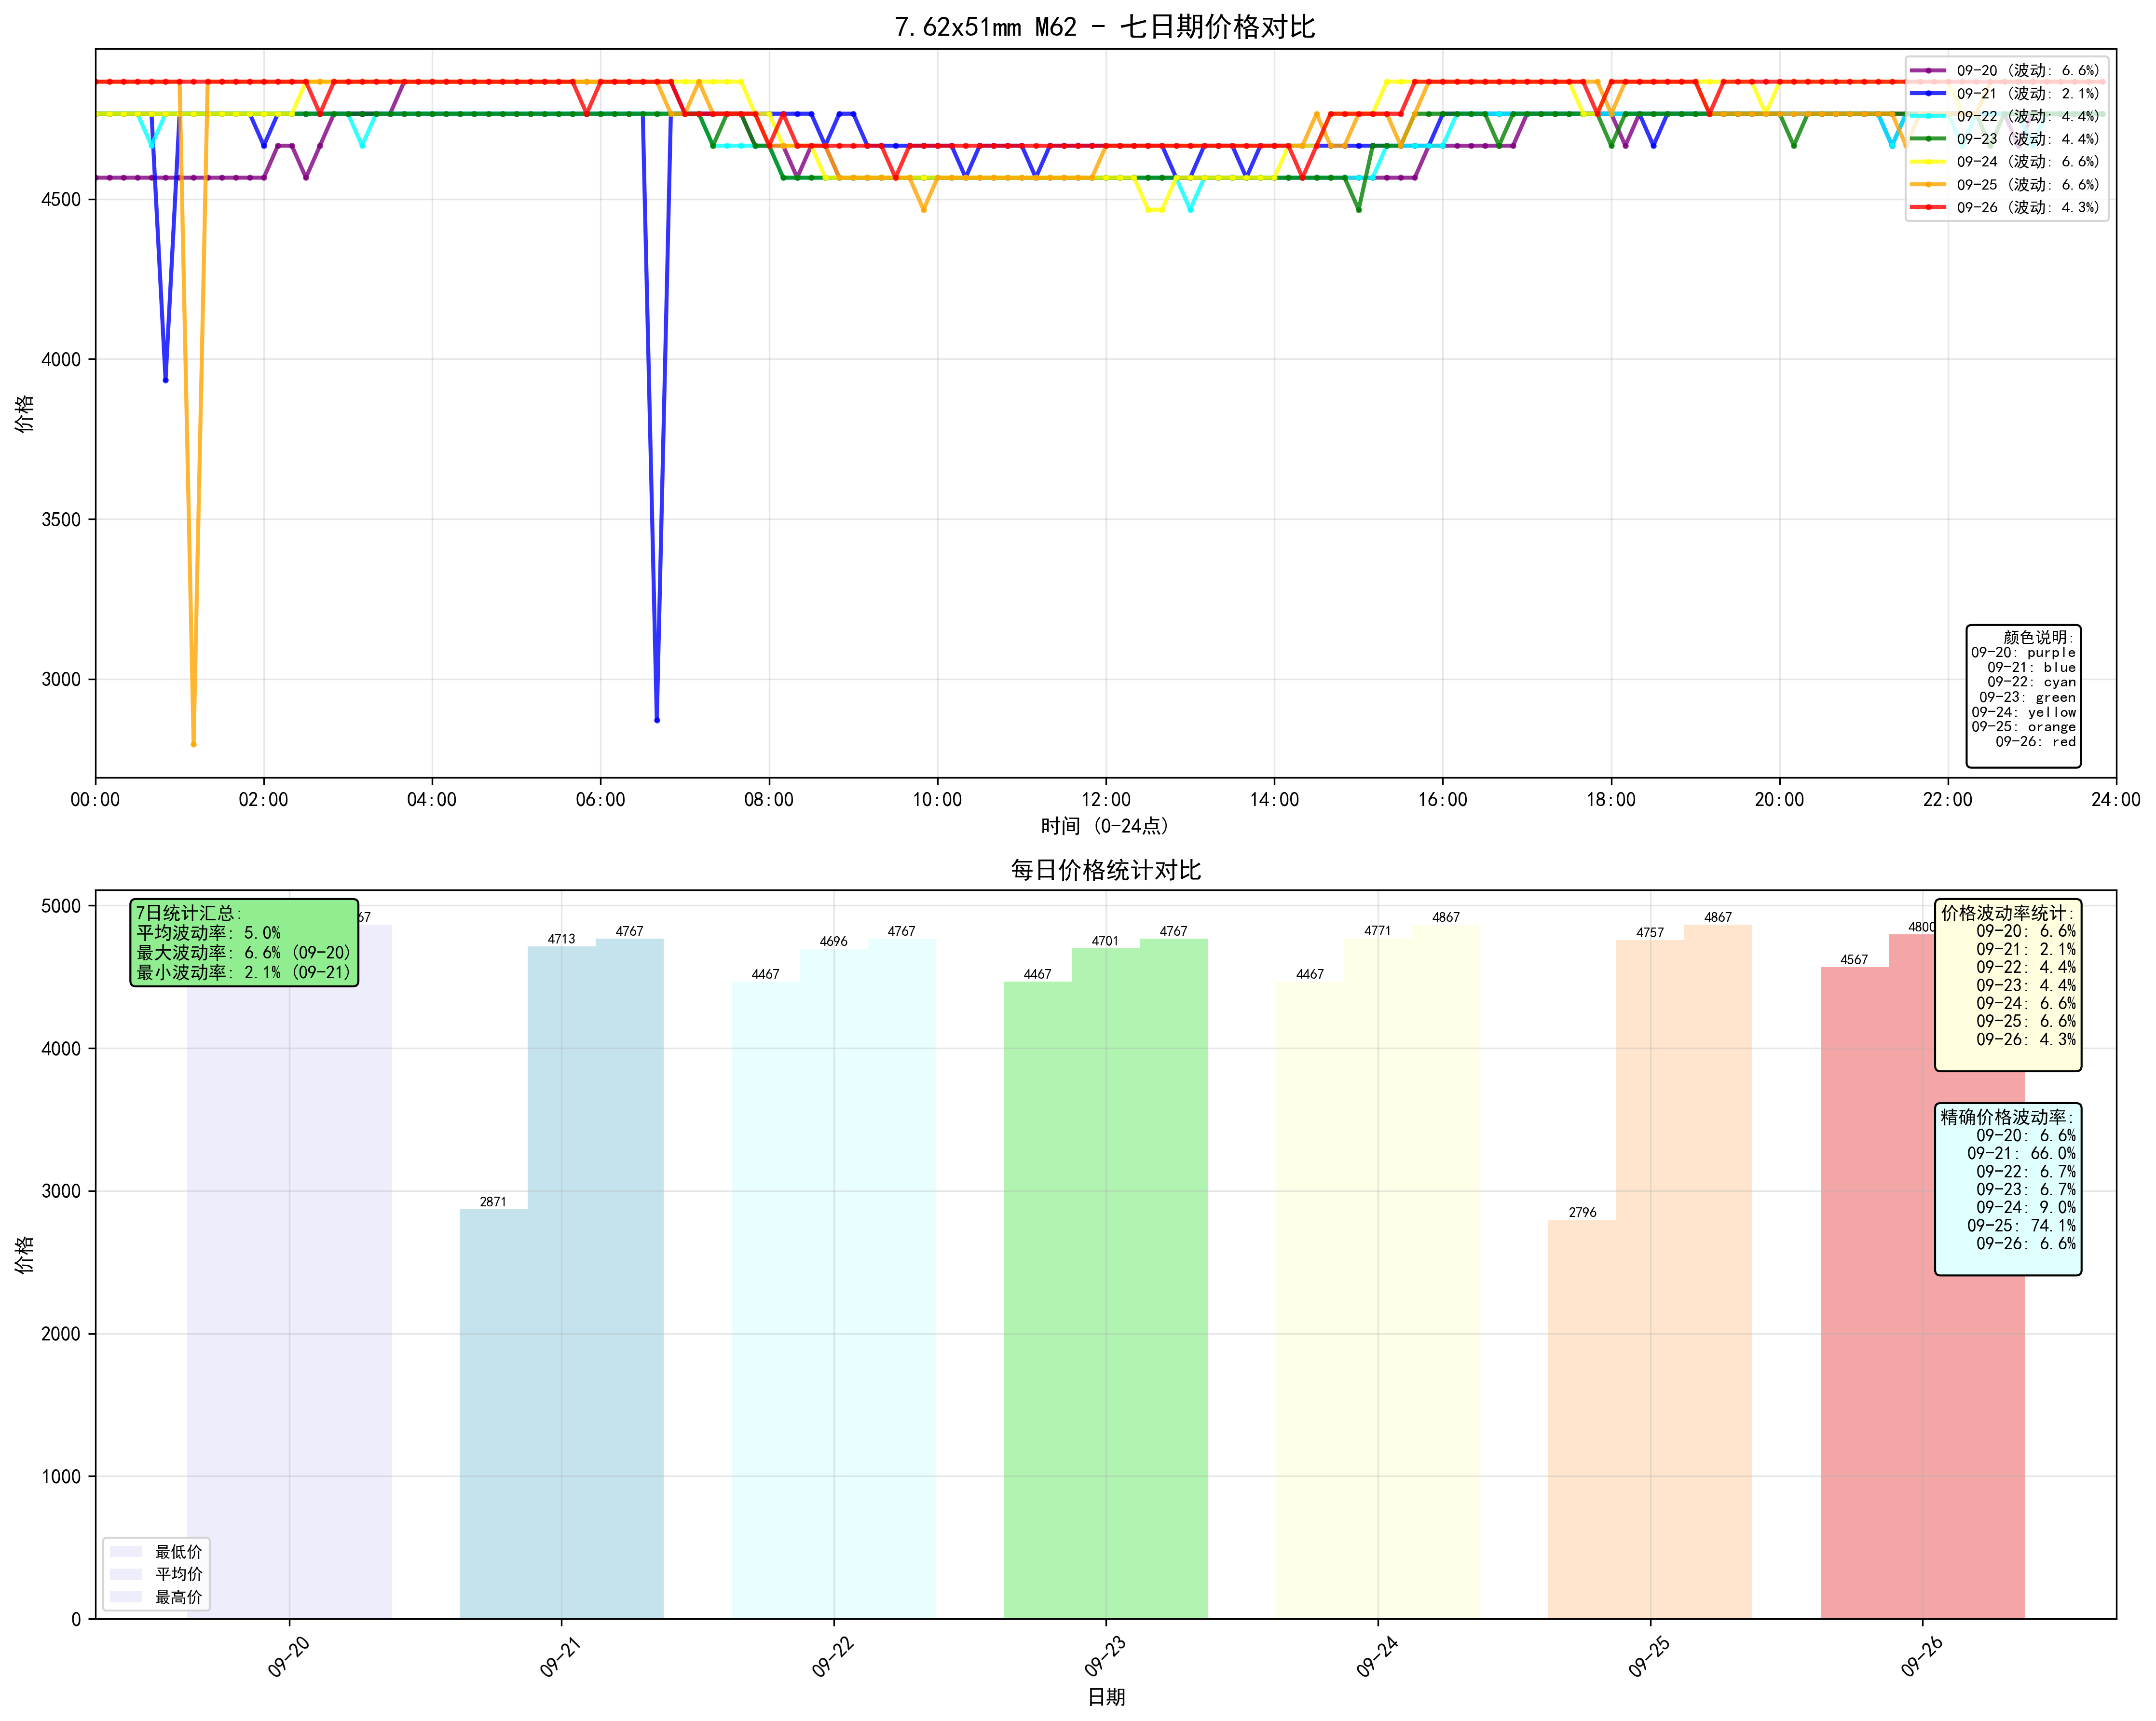 7.62x51mm M62 - 七日期价格对比
09-20 (波动: 6.6%)
09-21 (波动: 2.1%)
09-22 (波动: 4.4%)
09-23 (波动: 4.4%)
09-24 (波动: 6.6%)
09-25 (波动: 6.6%)
09-26 (波动: 4.3%)
4500
4000
3500
3000
价格
颜色说明:
09-20: purple
09-21: blue
09-22: cyan
09-23: green
09-24: yellow
09-25: orange
09-26: red
00:00 02:00 04:00 06:00 08:00 10:00 12:00 14:00 16:00 18:00 20:00 22:00 24:00
时间 (0-24点)
每日价格统计对比
7日统计汇总:
平均波动率: 5.0%
最大波动率: 6.6% (09-20)
最小波动率: 2.1% (09-21)
67
2871 4713 4767
4467 4696 4767
4467 4701 4767
4467 4771 4867
2796 4757 4867
4567 4800
价格波动率统计:
09-20: 6.6%
09-21: 2.1%
09-22: 4.4%
09-23: 4.4%
09-24: 6.6%
09-25: 6.6%
09-26: 4.3%
精确价格波动率:
09-20: 6.6%
09-21: 66.0%
09-22: 6.7%
09-23: 6.7%
09-24: 9.0%
09-25: 74.1%
09-26: 6.6%
5000
4000
3000
2000
1000
0
价格
最低价
平均价
最高价
09-20 09-21 09-22 09-23 09-24 09-25 09-26
日期